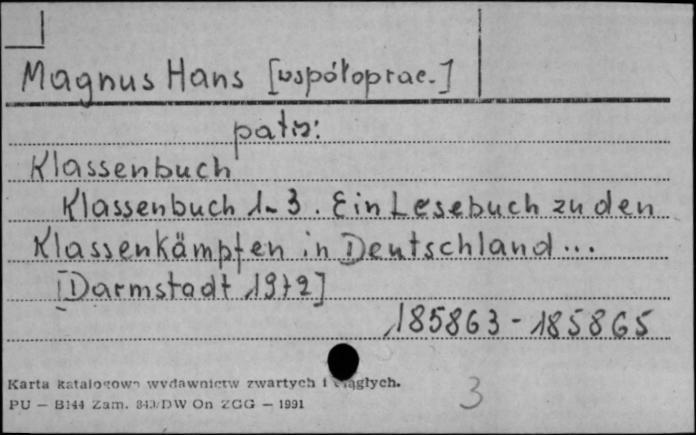 Magnus Hans [współoprac.]
patrz:
Klassenbuch
Klassenbuch 1-3. Ein Lesebuch zu den
Klassenkämpfen in Deutschland...
[Darmstadt 1972]
185863-185865
Karta katalogowa wydawnictw zwartych i ciągłych.
PU — B144 Zam. 843/DW On ZGG — 1991
3